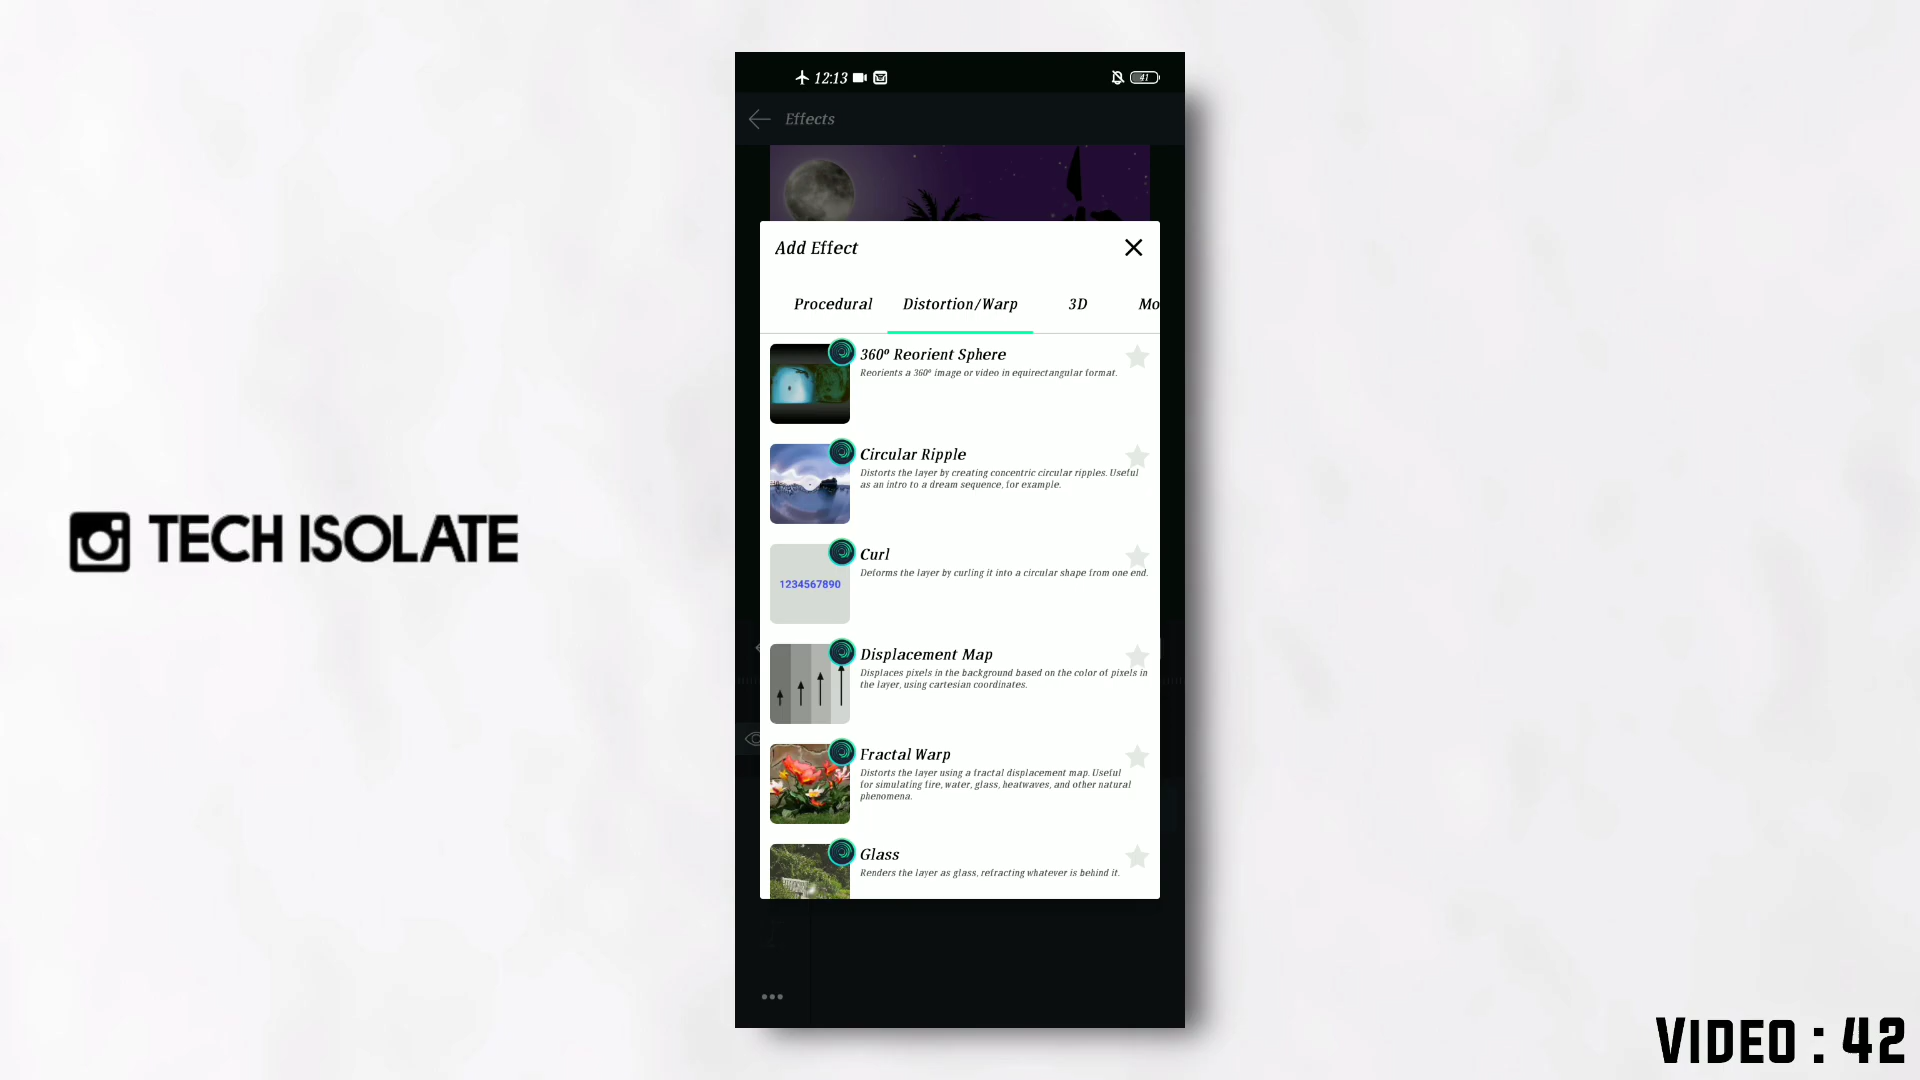 12:13
41
Effects
Add Effect
Procedural
Distortion/Warp
3D
Mo
360º Reorient Sphere
Reorients a 360º image or video in equirectangular format.
Circular Ripple
Distorts the layer by creating concentric circular ripples. Useful
as an intro to a dream sequence, for example.
Curl
Deforms the layer by curling it into a circular shape from one end.
1234567890
Displacement Map
Displaces pixels in the background based on the color of pixels in
the layer, using cartesian coordinates.
Fractal Warp
Distorts the layer using a fractal displacement map. Useful
for simulating fire, water, glass, heatwaves, and other natural
phenomena.
Glass
Renders the layer as glass, refracting whatever is behind it.
TECH ISOLATE
VIDEO : 42